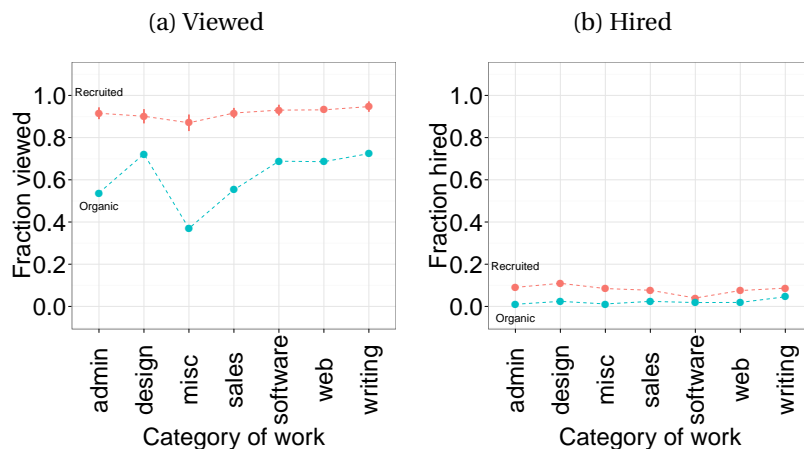 (a) Viewed
Fraction viewed
1.0
0.8
0.6
0.4
0.2
0.0
Recruited
Organic
admin
design
misc
sales
software
web
writing
Category of work
(b) Hired
Fraction hired
1.0
0.8
0.6
0.4
0.2
0.0
Recruited
Organic
admin
design
misc
sales
software
web
writing
Category of work